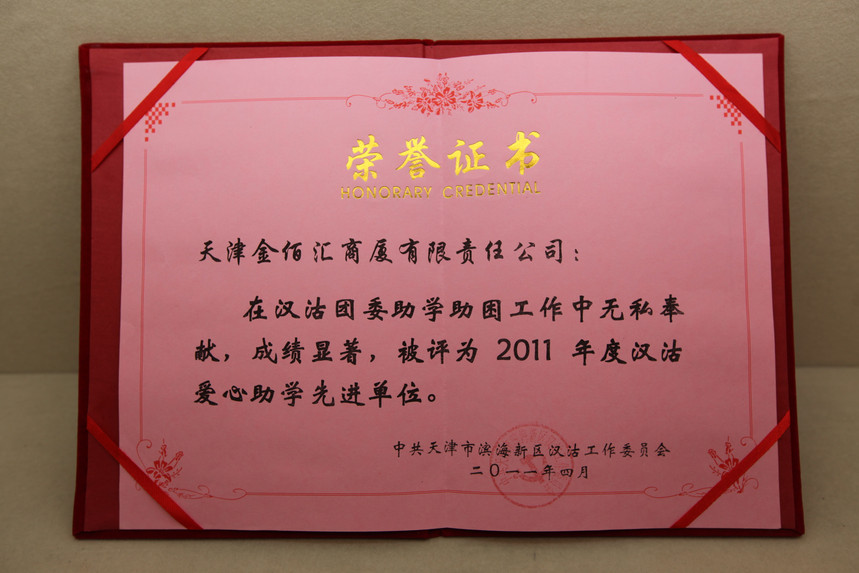 荣誉证书
HONORARY CREDENTIAL
天津金佰汇商厦有限责任公司：
在汉沽团委助学助困工作中无私奉
献，成绩显著，被评为 2011 年度汉沽
爱心助学先进单位。
中共天津市滨海新区汉沽工作委员会
二〇一一年四月